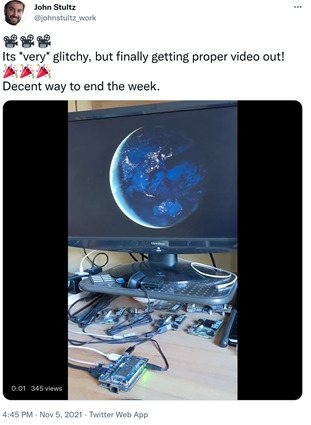 John Stultz
@johnstultz_work
Its *very* glitchy, but finally getting proper video out!
Decent way to end the week.
0:01 345 views
4:45 PM · Nov 5, 2021 · Twitter Web App